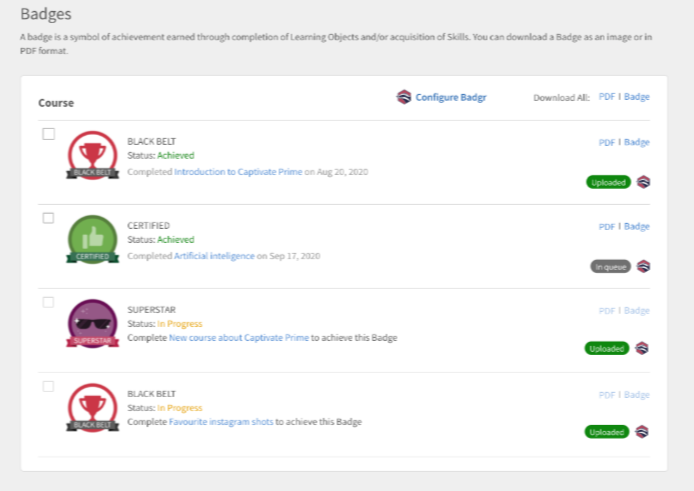 Badges
A badge is a symbol of achievement earned through completion of Learning Objects and/or acquisition of Skills. You can download a Badge as an image or in
PDF format.
Course
Configure Badgr
Download All: PDF | Badge
BLACK BELT
BLACK BELT
Status: Achieved
Completed Introduction to Captivate Prime on Aug 20, 2020
PDF | Badge
Uploaded
CERTIFIED
CERTIFIED
Status: Achieved
Completed Artificial inteligence on Sep 17, 2020
PDF | Badge
In queue
SUPERSTAR
SUPERSTAR
Status: In Progress
Complete New course about Captivate Prime to achieve this Badge
PDF | Badge
Uploaded
BLACK BELT
BLACK BELT
Status: In Progress
Complete Favourite instagram shots to achieve this Badge
PDF | Badge
Uploaded